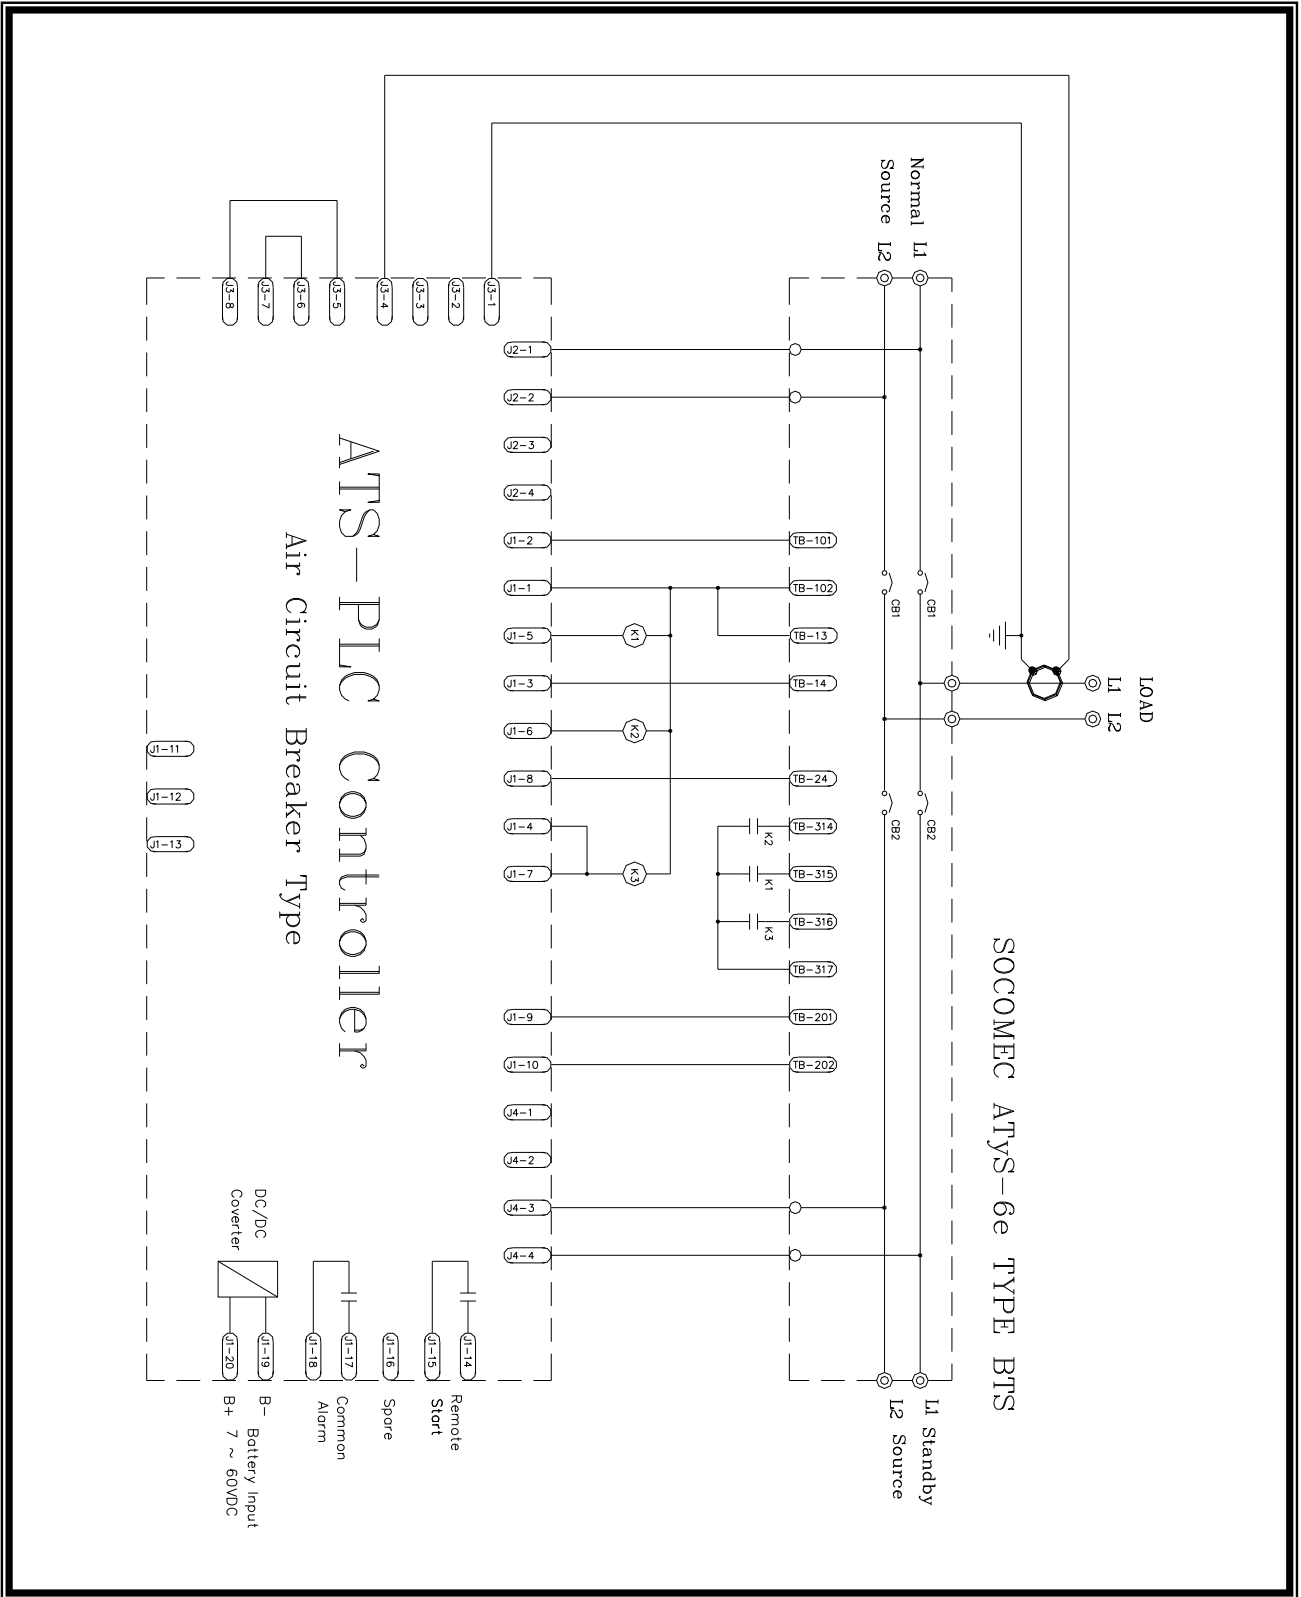 Normal L1
Source L2
LOAD
L1 L2
CB1
CB1
CB2
CB2
SOCOMEC ATyS-6e TYPE BTS
L1 Standby
L2 Source
TB-101
TB-102
TB-13
TB-14
TB-24
TB-314
TB-315
TB-316
TB-317
TB-201
TB-202
K2
K1
K3
K1
K2
K3
J3-1
J3-2
J3-3
J3-4
J3-5
J3-6
J3-7
J3-8
J2-1
J2-2
J2-3
J2-4
J1-2
J1-1
J1-5
J1-3
J1-6
J1-8
J1-4
J1-7
J1-9
J1-10
J4-1
J4-2
J4-3
J4-4
ATS-PLC Controller
Air Circuit Breaker Type
J1-11
J1-12
J1-13
DC/DC
Coverter
J1-14
J1-15
J1-16
J1-17
J1-18
J1-19
J1-20
Remote
Start
Spare
Common
Alarm
B- Battery Input
B+ 7 ~ 60VDC